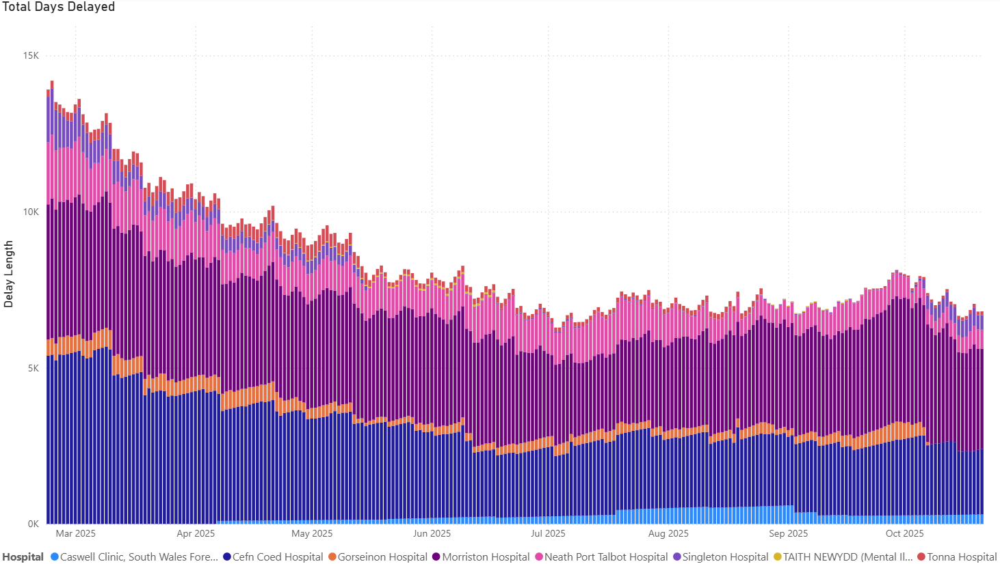 Total Days Delayed
15K
10K
5K
0K
Delay Length
Mar 2025 Apr 2025 May 2025 Jun 2025 Jul 2025 Aug 2025 Sep 2025 Oct 2025
Hospital Caswell Clinic, South Wales Fore... Cefn Coed Hospital Gorseinon Hospital Morriston Hospital Neath Port Talbot Hospital Singleton Hospital TAITH NEWYDD (Mental Il... Tonna Hospital